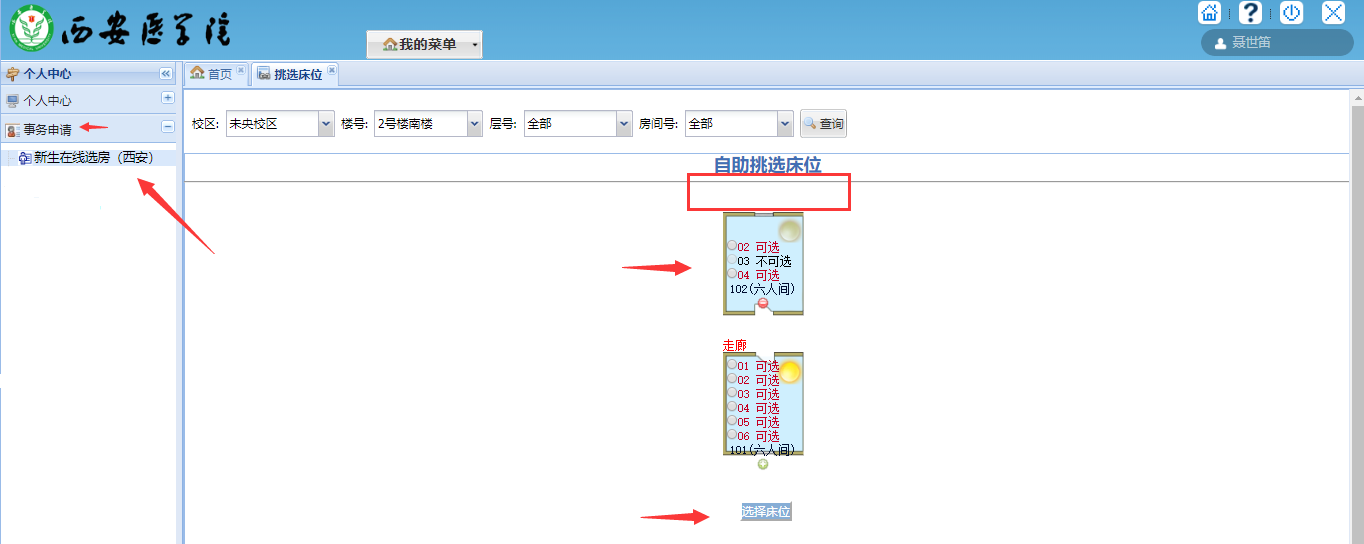 西安医学院
我的菜单
聂世笛
个人中心
首页
挑选床位
个人中心
事务申请
新生在线选房（西安）
校区: 未央校区 楼号: 2号楼南楼 层号: 全部 房间号: 全部 查询
自助挑选床位
02 可选
03 不可选
04 可选
102(六人间)
走廊
01 可选
02 可选
03 可选
04 可选
05 可选
06 可选
101(六人间)
选择床位